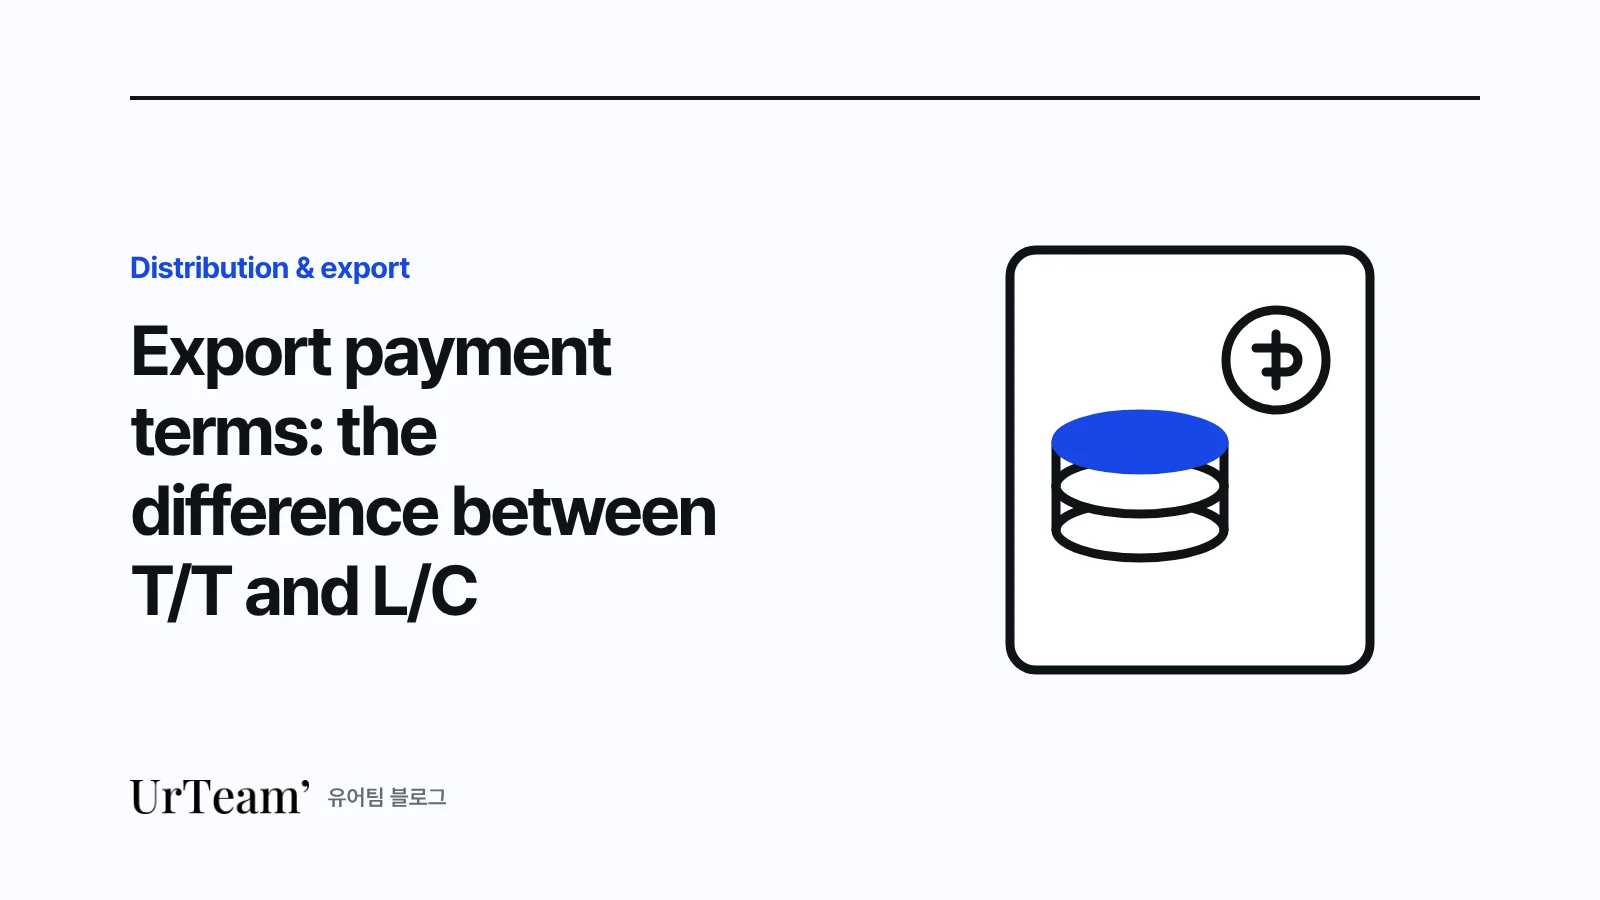 Distribution & export
Export payment
terms: the
difference between
T/T and L/C
UrTeam’ 유어팀 블로그